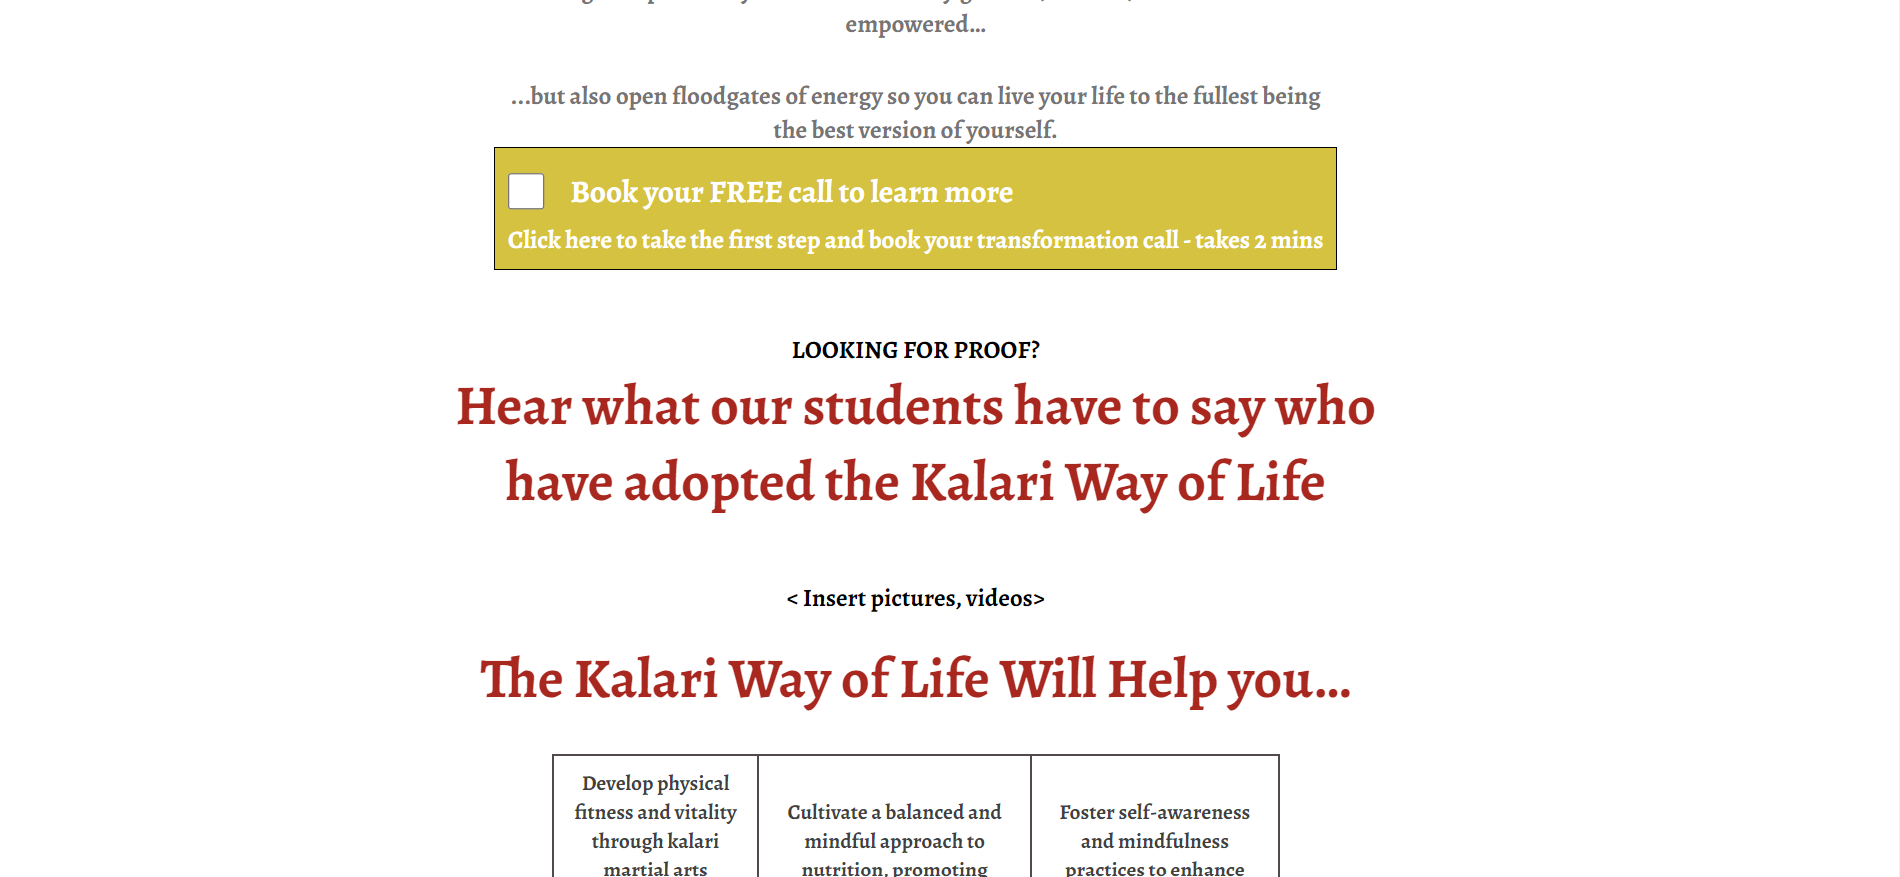 empowered...
...but also open floodgates of energy so you can live your life to the fullest being
the best version of yourself.
Book your FREE call to learn more
Click here to take the first step and book your transformation call - takes 2 mins
LOOKING FOR PROOF?
Hear what our students have to say who
have adopted the Kalari Way of Life
< Insert pictures, videos>
The Kalari Way of Life Will Help you...
Develop physical
fitness and vitality
through kalari
martial arts
Cultivate a balanced and
mindful approach to
nutrition, promoting
Foster self-awareness
and mindfulness
practices to enhance